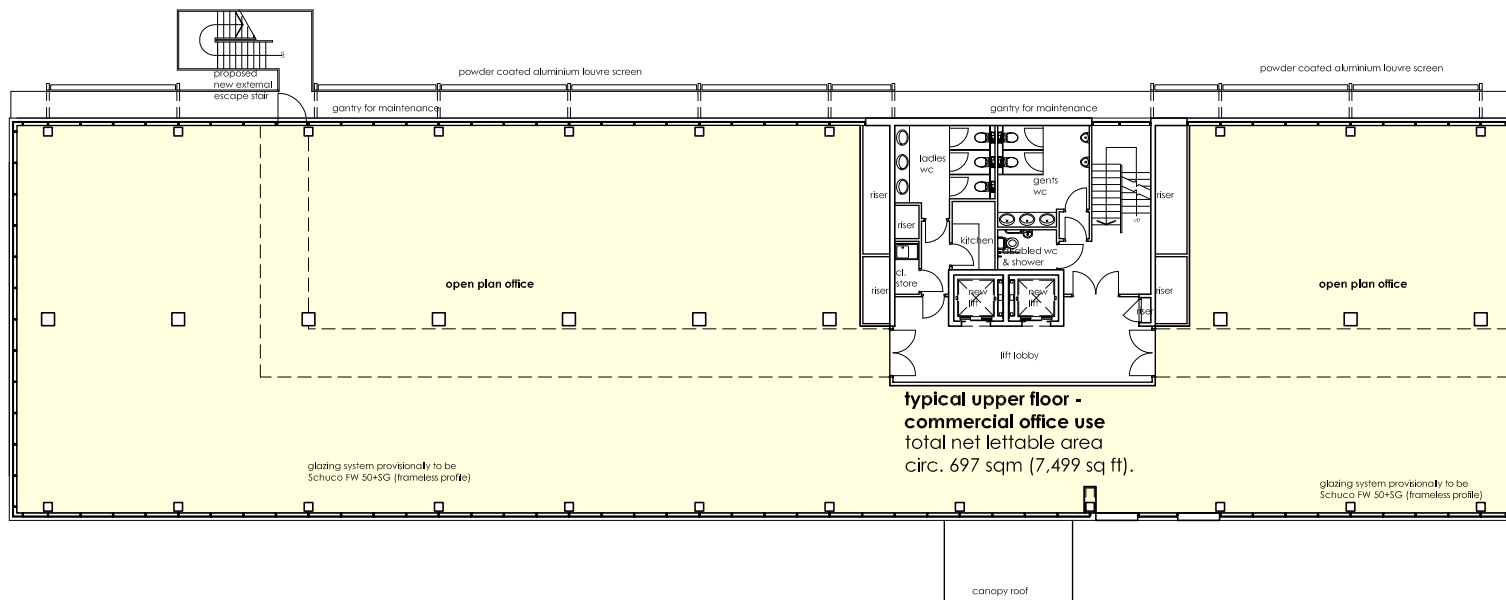 UP
proposed
new external
escape stair
powder coated aluminium louvre screen
powder coated aluminium louvre screen
gantry for maintenance
gantry for maintenance
ladies
wc
gents
wc
riser
riser
riser
UP
kitchen
disabled wc
& shower
cl.
store
riser
new
lift
new
lift
riser
riser
open plan office
open plan office
lift lobby
typical upper floor -
commercial office use
total net lettable area
circ. 697 sqm (7,499 sq ft).
glazing system provisionally to be
Schuco FW 50+SG (frameless profile)
glazing system provisionally to be
Schuco FW 50+SG (frameless profile)
canopy roof